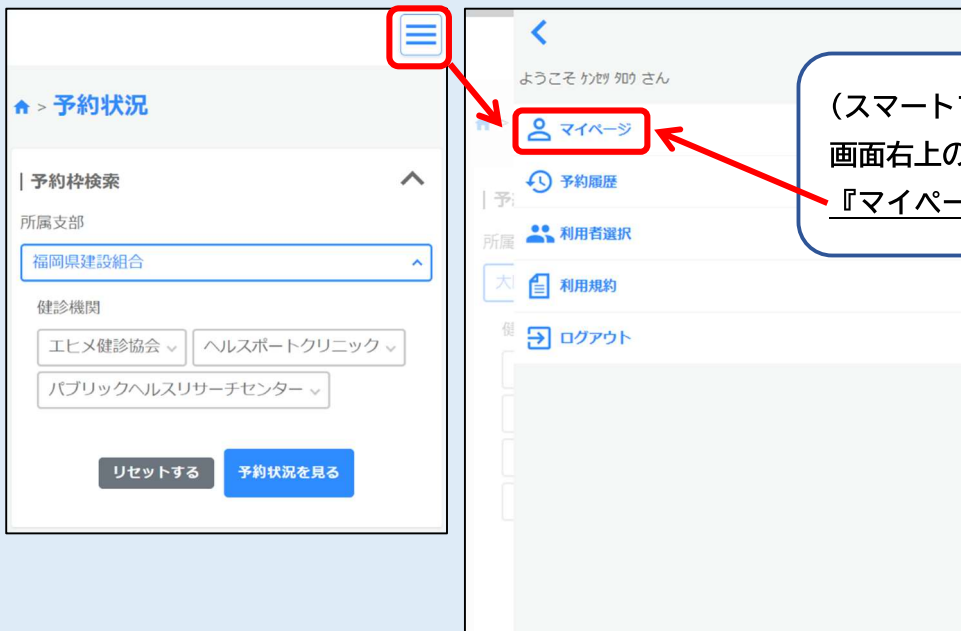 > 予約状況
予約枠検索
所属支部
福岡県建設組合
健診機関
エヒメ健診協会
ヘルスポートクリニック
パブリックヘルスリサーチセンター
リセットする
予約状況を見る
ようこそ ケンセツ タロウ さん
マイページ
予約履歴
利用者選択
利用規約
ログアウト
予
所属
大
健
（スマート
画面右上の
『マイペー